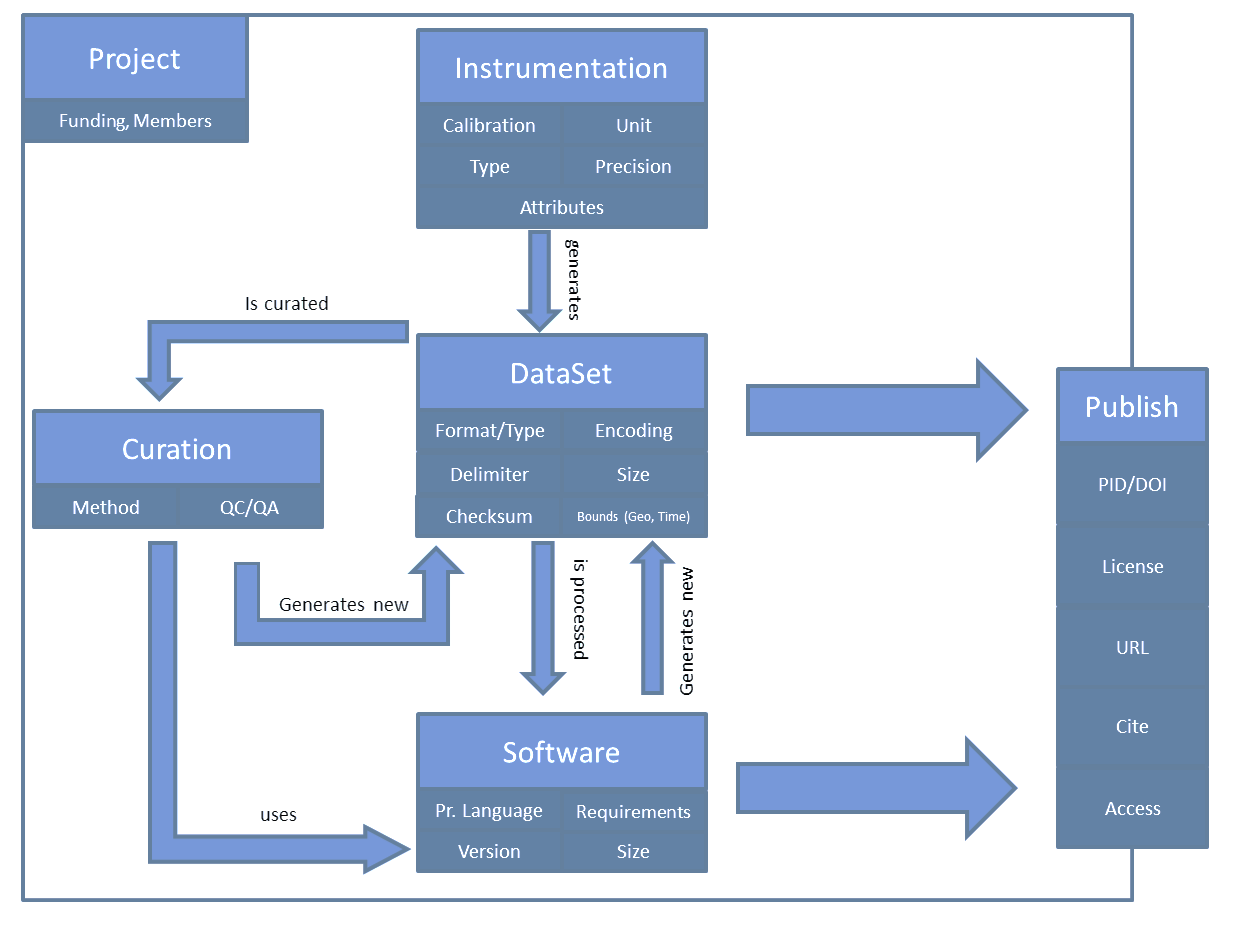 Project
Funding, Members
Instrumentation
Calibration Unit
Type Precision
Attributes
generates
Is curated
DataSet
Format/Type Encoding
Delimiter Size
Checksum Bounds (Geo, Time)
Curation
Method QC/QA
Generates new
is processed
Generates new
uses
Software
Pr. Language Requirements
Version Size
Publish
PID/DOI
License
URL
Cite
Access